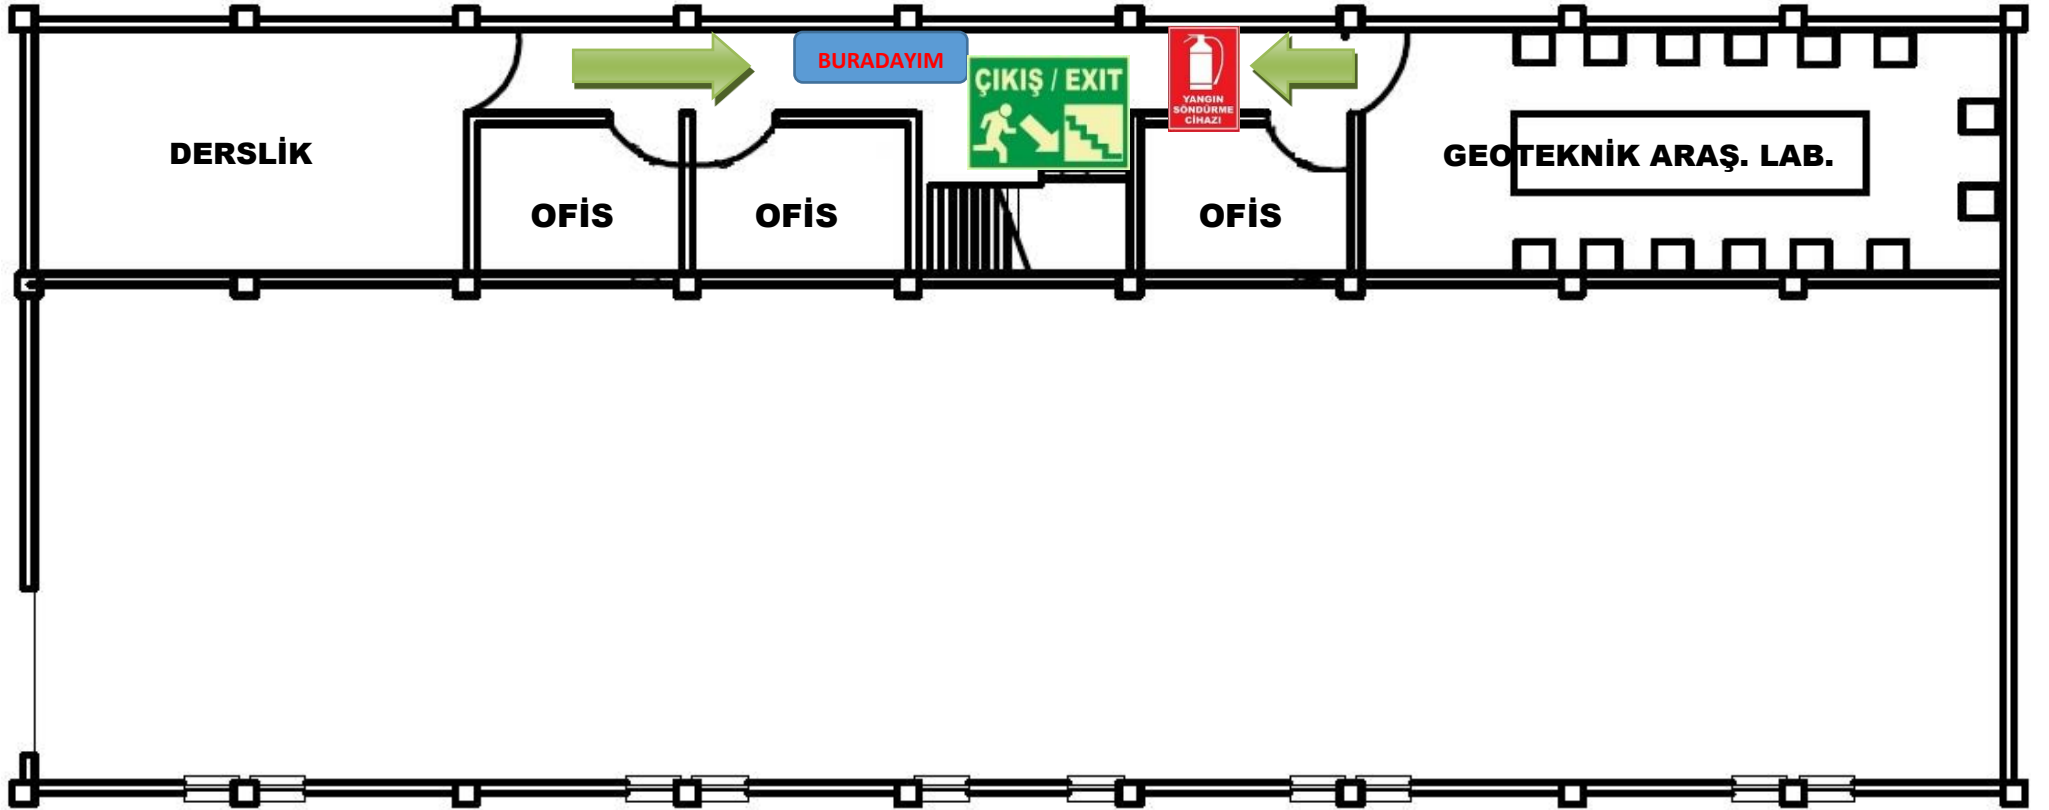 BURADAYIM
ÇIKIŞ / EXIT
YANGIN
SÖNDÜRME
CİHAZI
DERSLİK
GEOTEKNİK ARAŞ. LAB.
OFİS
OFİS
OFİS